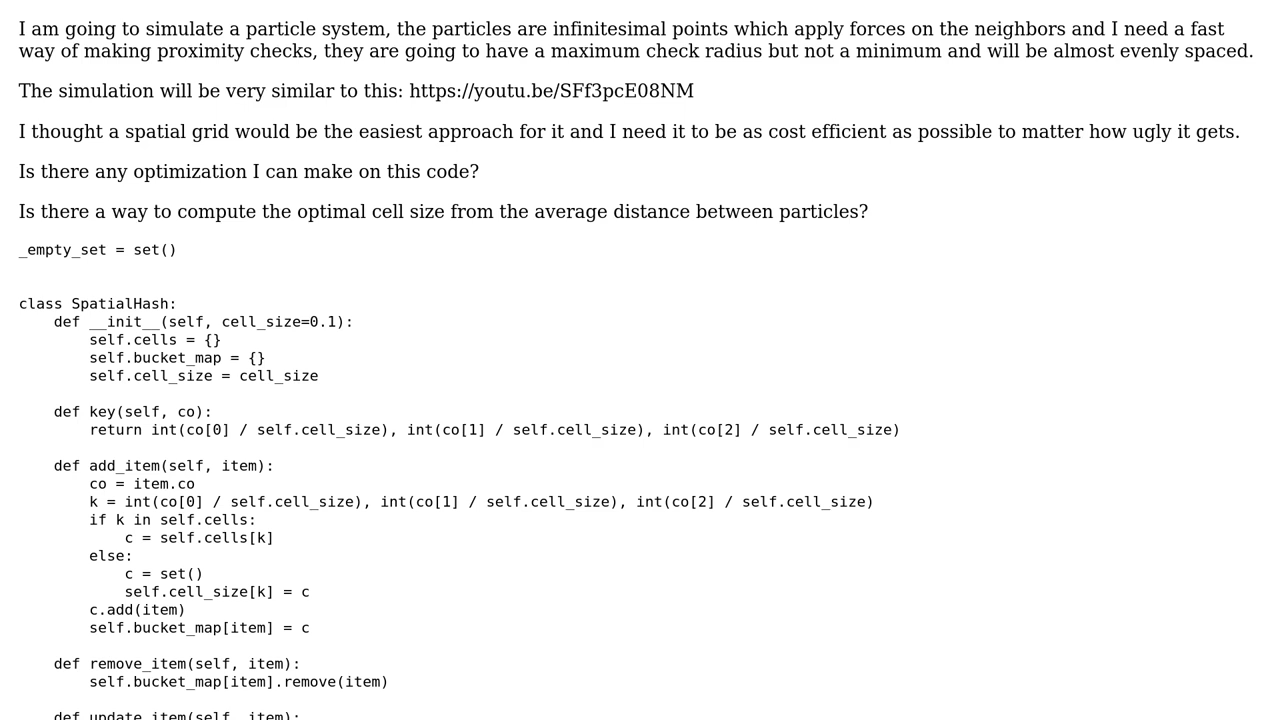 I am going to simulate a particle system, the particles are infinitesimal points which apply forces on the neighbors and I need a fast
way of making proximity checks, they are going to have a maximum check radius but not a minimum and will be almost evenly spaced.
The simulation will be very similar to this: https://youtu.be/SFf3pcE08NM
I thought a spatial grid would be the easiest approach for it and I need it to be as cost efficient as possible to matter how ugly it gets.
Is there any optimization I can make on this code?
Is there a way to compute the optimal cell size from the average distance between particles?
_empty_set = set()
class SpatialHash:
    def __init__(self, cell_size=0.1):
        self.cells = {}
        self.bucket_map = {}
        self.cell_size = cell_size
    def key(self, co):
        return int(co[0] / self.cell_size), int(co[1] / self.cell_size), int(co[2] / self.cell_size)
    def add_item(self, item):
        co = item.co
        k = int(co[0] / self.cell_size), int(co[1] / self.cell_size), int(co[2] / self.cell_size)
        if k in self.cells:
            c = self.cells[k]
        else:
            c = set()
            self.cell_size[k] = c
        c.add(item)
        self.bucket_map[item] = c
    def remove_item(self, item):
        self.bucket_map[item].remove(item)
    def update_item(self, item):